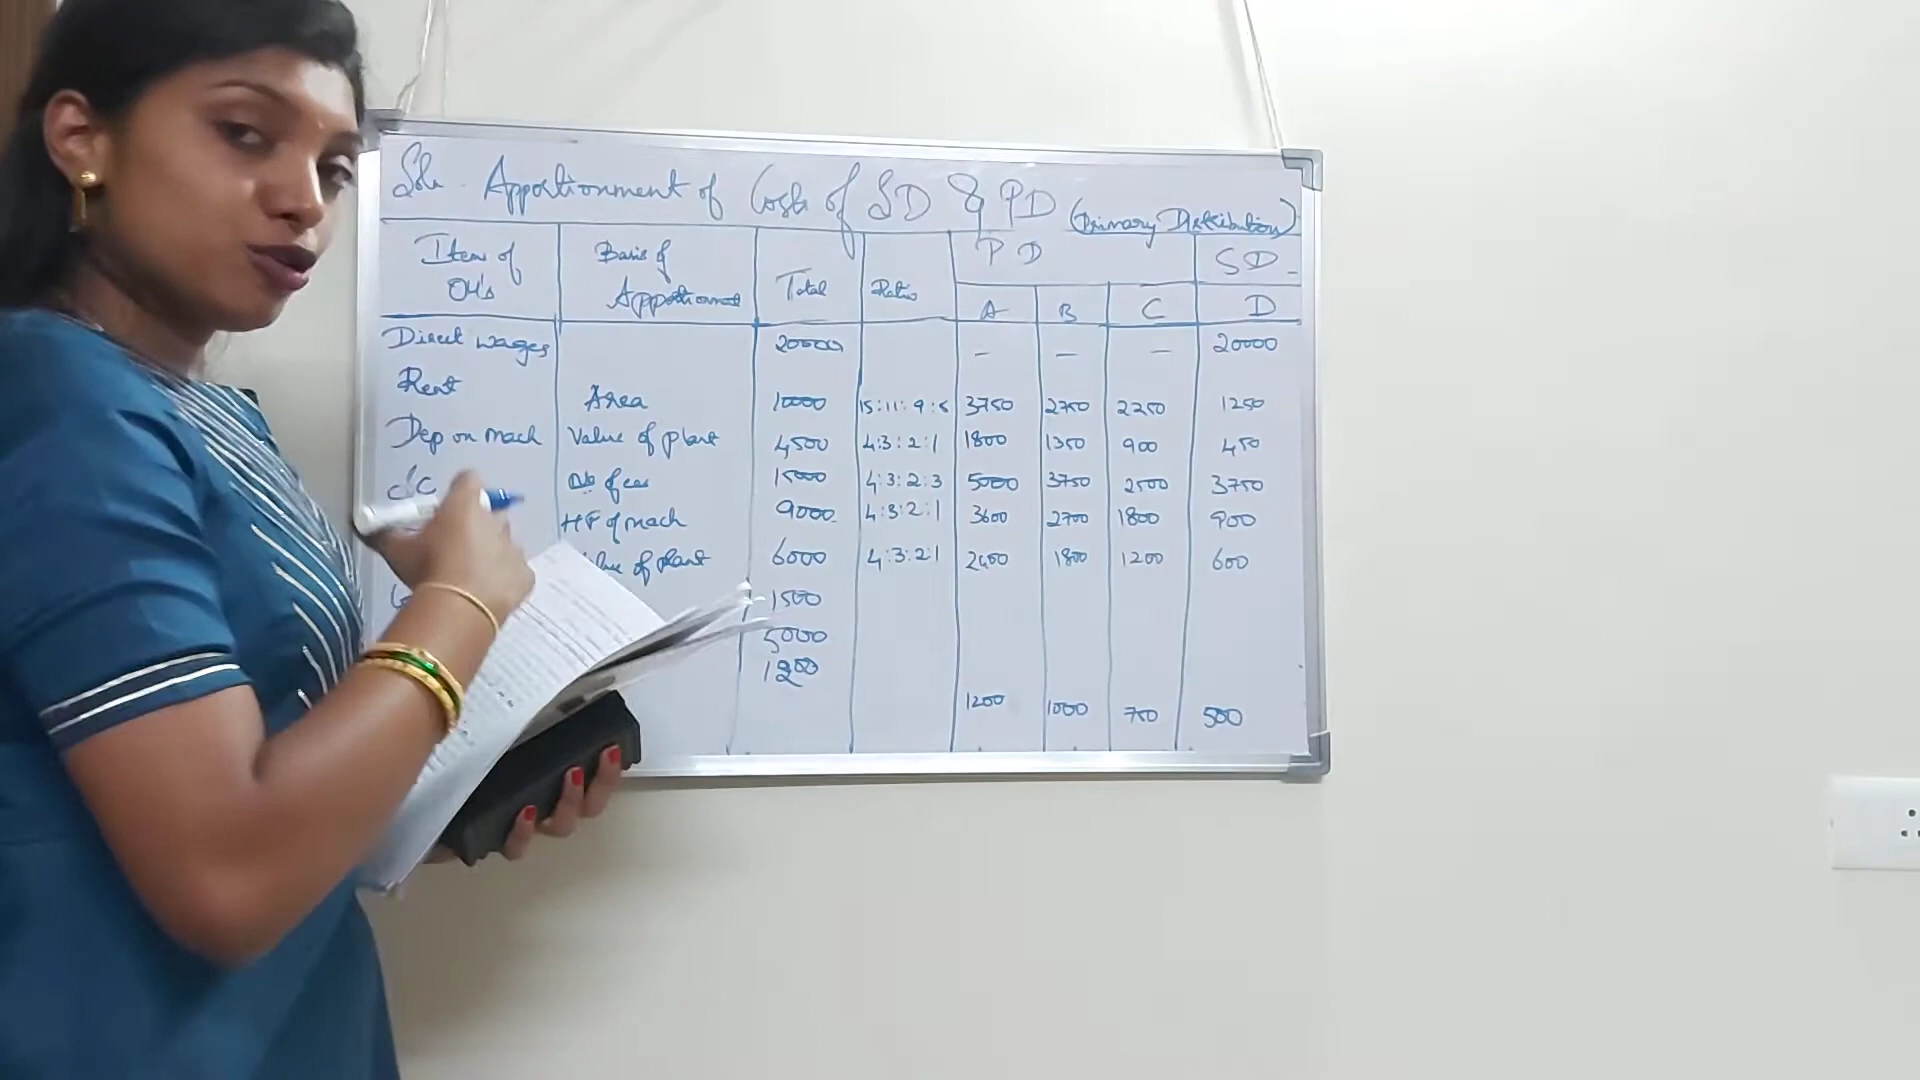 Soln. Apportionment of Costs of SD & PD (Primary Distribution)
Item of OH's Basis of Apportionment Total Ratio PD SD
A B C D
Direct wages 20000 — — — 20000
Rent Area 10000 15:11:9:5 3750 2750 2250 1250
Dep on mach Value of plant 4500 4:3:2:1 1800 1350 900 450
No of ees 15000 4:3:2:3 5000 3750 2500 3750
HP of mach 9000 4:3:2:1 3600 2700 1800 900
of plant 6000 4:3:2:1 2400 1800 1200 600
1500
5000
1200 1000 750 500